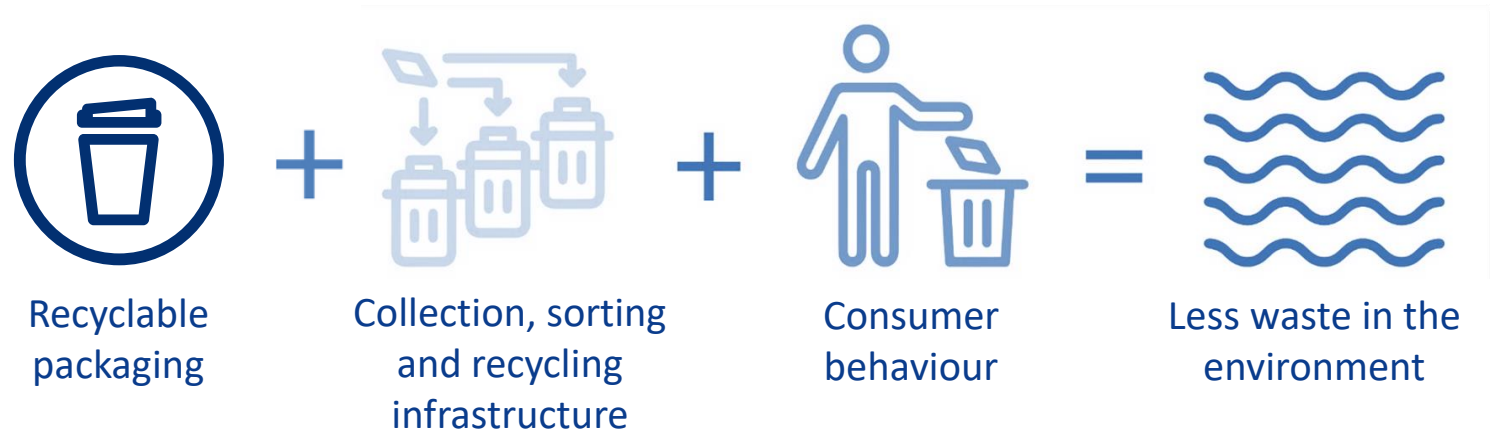 + + =
Recyclable
packaging
Collection, sorting
and recycling
infrastructure
Consumer
behaviour
Less waste in the
environment